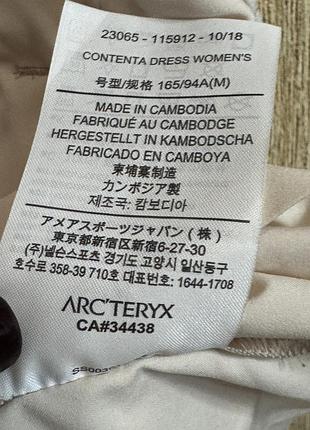 23065 - 115912 - 10/18
CONTENTA DRESS WOMEN'S
号型/规格 165/94A(M)
MADE IN CAMBODIA
FABRIQUÉ AU CAMBODGE
HERGESTELLT IN KAMBODSCHA
FABRICADO EN CAMBOYA
柬埔寨制造
カンボジア製
제조국: 캄보디아
アメアスポーツジャパン (株)
東京都新宿区新宿6-27-30
(주)넬슨스포츠 경기도 고양시 일산동구
호수로 358-39 710호 대표번호: 1644-1708
ARC'TERYX
CA#34438